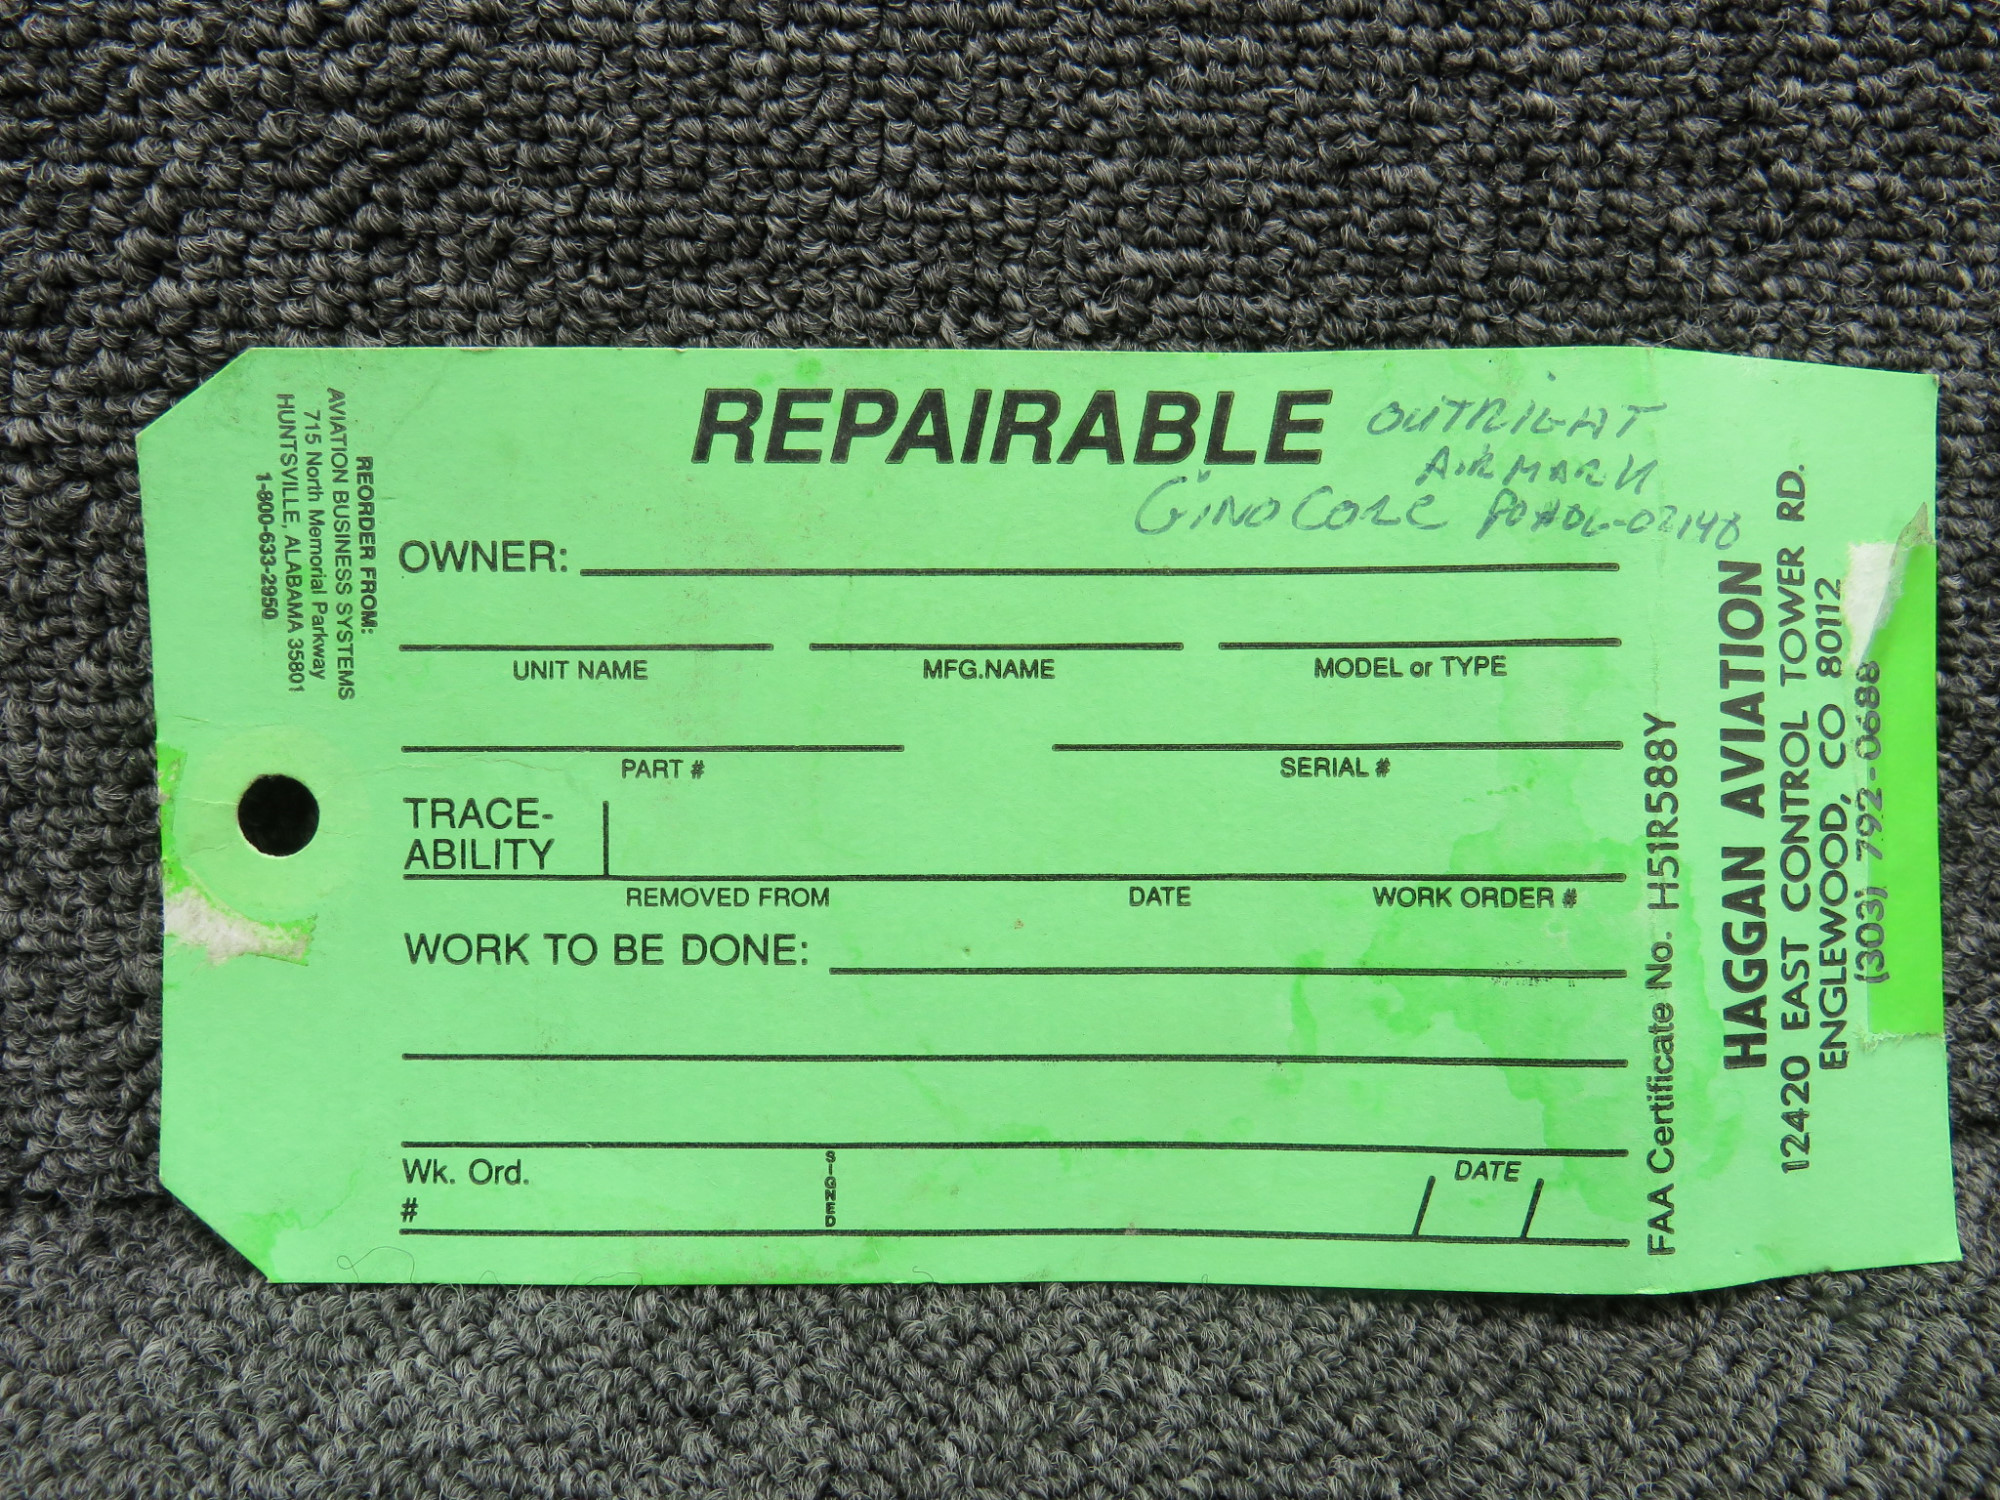 REPAIRABLE
OUTRIGHT
AIRMARK
GINO CORE PO#06-02148
OWNER:
UNIT NAME MFG.NAME MODEL or TYPE
PART # SERIAL #
TRACE-
ABILITY
REMOVED FROM DATE WORK ORDER #
WORK TO BE DONE:
Wk. Ord.
#
SIGNED
DATE
REORDER FROM:
AVIATION BUSINESS SYSTEMS
715 North Memorial Parkway
HUNTSVILLE, ALABAMA 35801
1-800-633-2950
FAA Certificate No. H51R588Y
HAGGAN AVIATION
12420 EAST CONTROL TOWER RD.
ENGLEWOOD, CO 80112
(303) 792-0688